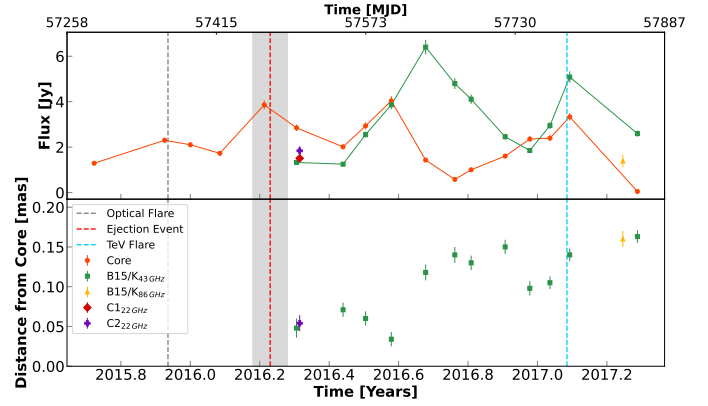 Time [MJD]
57258 57415 57573 57730 57887
Flux [Jy]
6
4
2
0
Distance from Core [mas]
0.20
0.15
0.10
0.05
0.00
Optical Flare
Ejection Event
TeV Flare
Core
B15/K43GHz
B15/K86GHz
C122GHz
C222GHz
2015.8 2016.0 2016.2 2016.4 2016.6 2016.8 2017.0 2017.2
Time [Years]